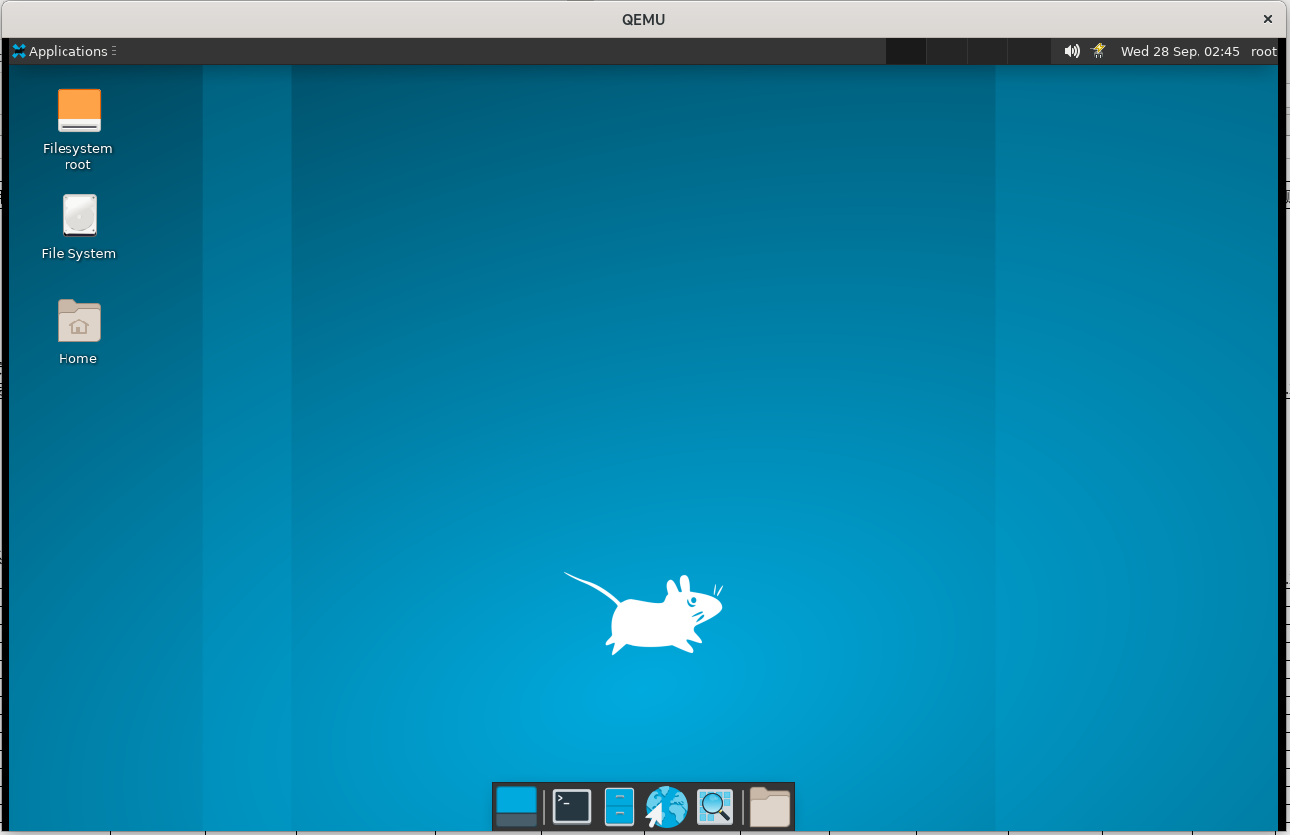 QEMU
Applications
Wed 28 Sep. 02:45 root
Filesystem
root
File System
Home
>_